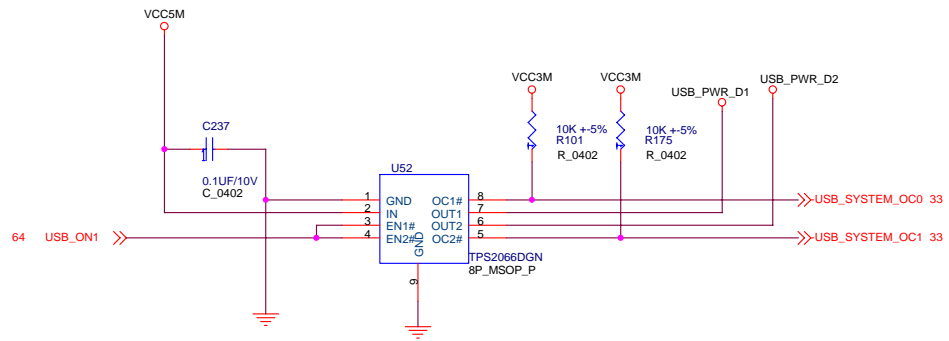 VCC5M
VCC3M
VCC3M
USB_PWR_D1
USB_PWR_D2
C237
0.1UF/10V
C_0402
1
10K +-5%
R101
R_0402
10K +-5%
R175
R_0402
U52
1 GND OC1# 8
2 IN OUT1 7
3 EN1# OUT2 6
4 EN2# OC2# 5
GND
9
TPS2066DGN
8P_MSOP_P
64 USB_ON1
USB_SYSTEM_OC0 33
USB_SYSTEM_OC1 33